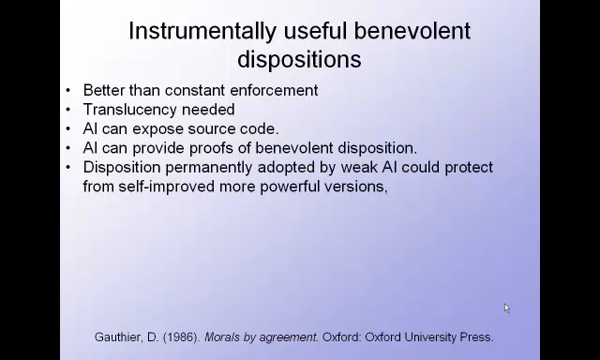 Instrumentally useful benevolent
dispositions
• Better than constant enforcement
• Translucency needed
• AI can expose source code.
• AI can provide proofs of benevolent disposition.
• Disposition permanently adopted by weak AI could protect
from self-improved more powerful versions,
Gauthier, D. (1986). Morals by agreement. Oxford: Oxford University Press.